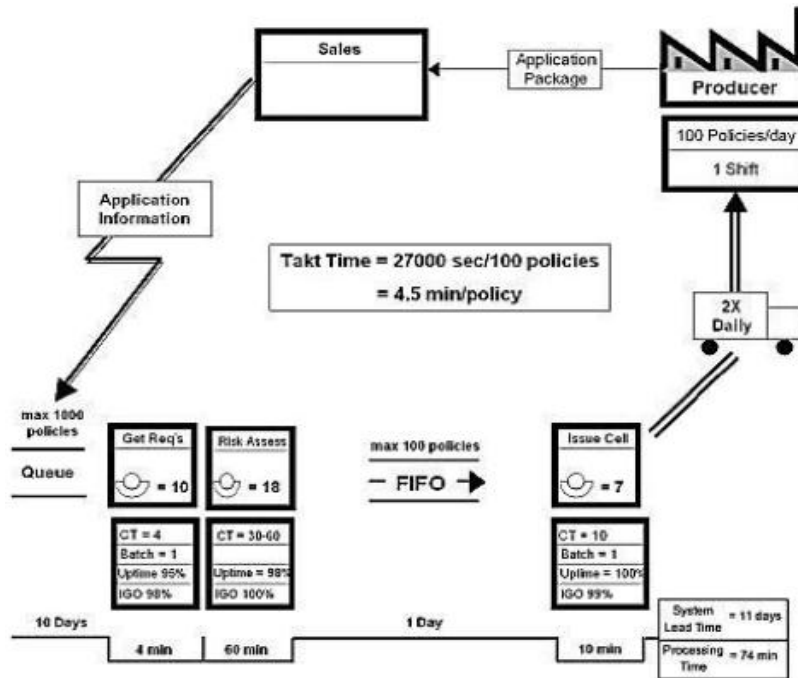 Sales
Application
Package
Producer
100 Policies/day
1 Shift
Application
Information
Takt Time = 27000 sec/100 policies
= 4.5 min/policy
2X
Daily
max 1000
policies
Queue
Get Req's
= 10
Risk Assess
= 18
max 100 policies
FIFO
Issue Cell
= 7
CT = 4
Batch = 1
Uptime 95%
IGO 98%
CT = 30-60
Uptime = 98%
IGO 100%
CT = 10
Batch = 1
Uptime = 100%
IGO 99%
10 Days
4 min
60 min
1 Day
10 min
System
Lead Time = 11 days
Processing
Time = 74 min